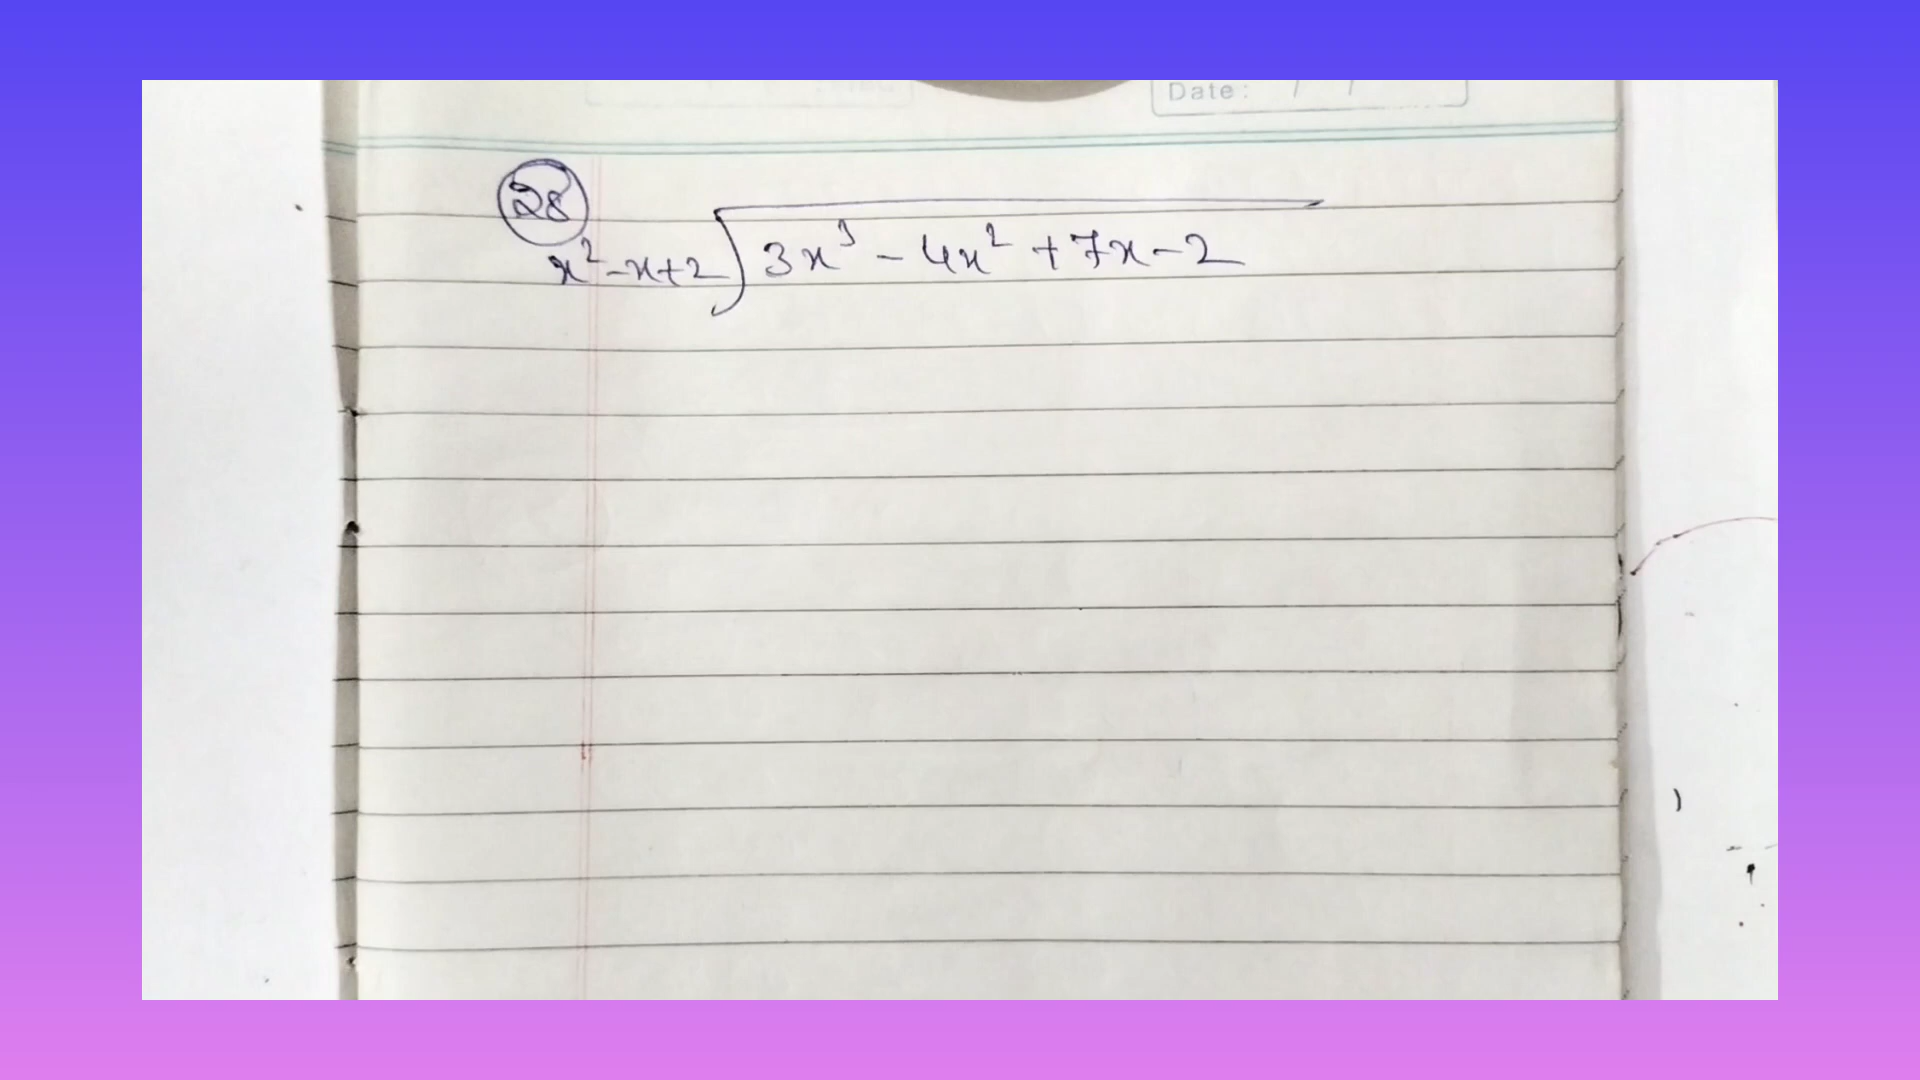 Date: / /
28
x²-x+2)3x³-4x²+7x-2